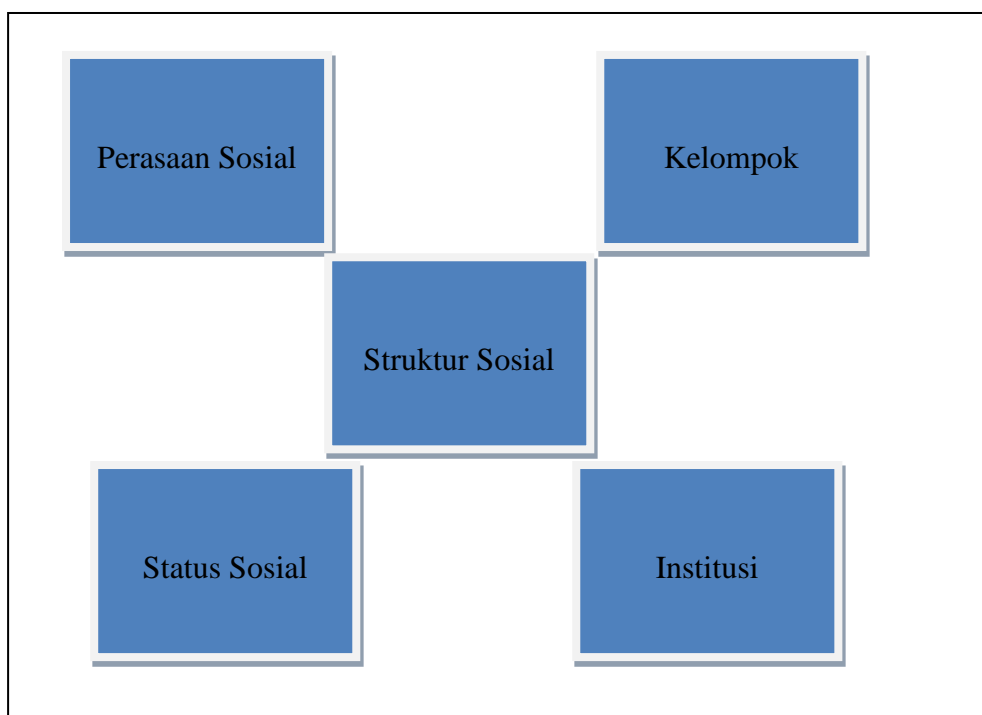 Perasaan Sosial
Kelompok
Struktur Sosial
Status Sosial
Institusi